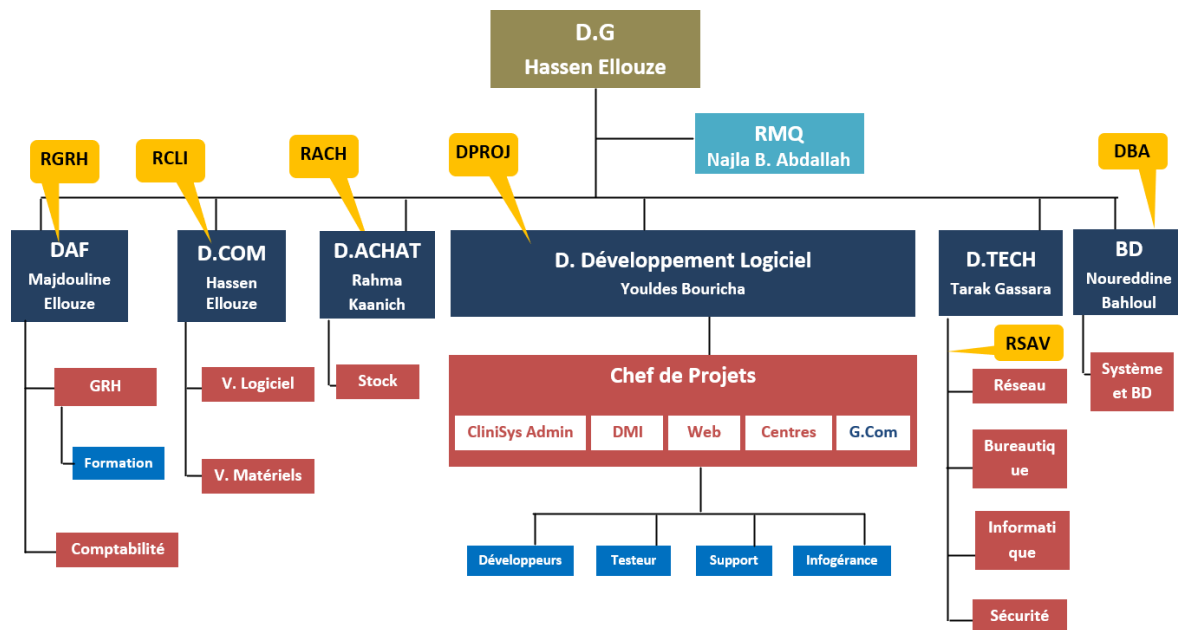 D.G
Hassen Ellouze
RMQ
Najla B. Abdallah
RGRH
RCLI
RACH
DPROJ
DBA
DAF
Majdouline
Ellouze
D.COM
Hassen
Ellouze
D.ACHAT
Rahma
Kaanich
D. Développement Logiciel
Youldes Bouricha
D.TECH
Tarak Gassara
BD
Noureddine
Bahloul
RSAV
GRH
Formation
Comptabilité
V. Logiciel
V. Matériels
Stock
Chef de Projets
CliniSys Admin
DMI
Web
Centres
G.Com
Développeurs
Testeur
Support
Infogérance
Réseau
Bureautiq
ue
Informati
que
Sécurité
Système
et BD